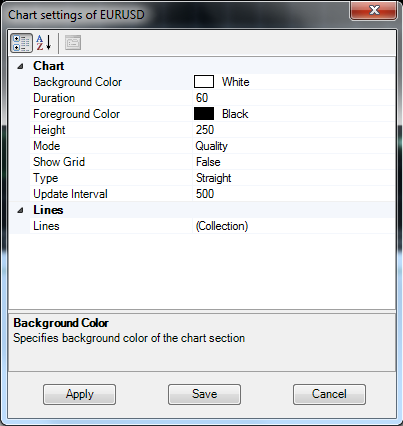 Chart settings of EURUSD
A
Z
Chart
Background Color White
Duration 60
Foreground Color Black
Height 250
Mode Quality
Show Grid False
Type Straight
Update Interval 500
Lines
Lines (Collection)
Background Color
Specifies background color of the chart section
Apply Save Cancel